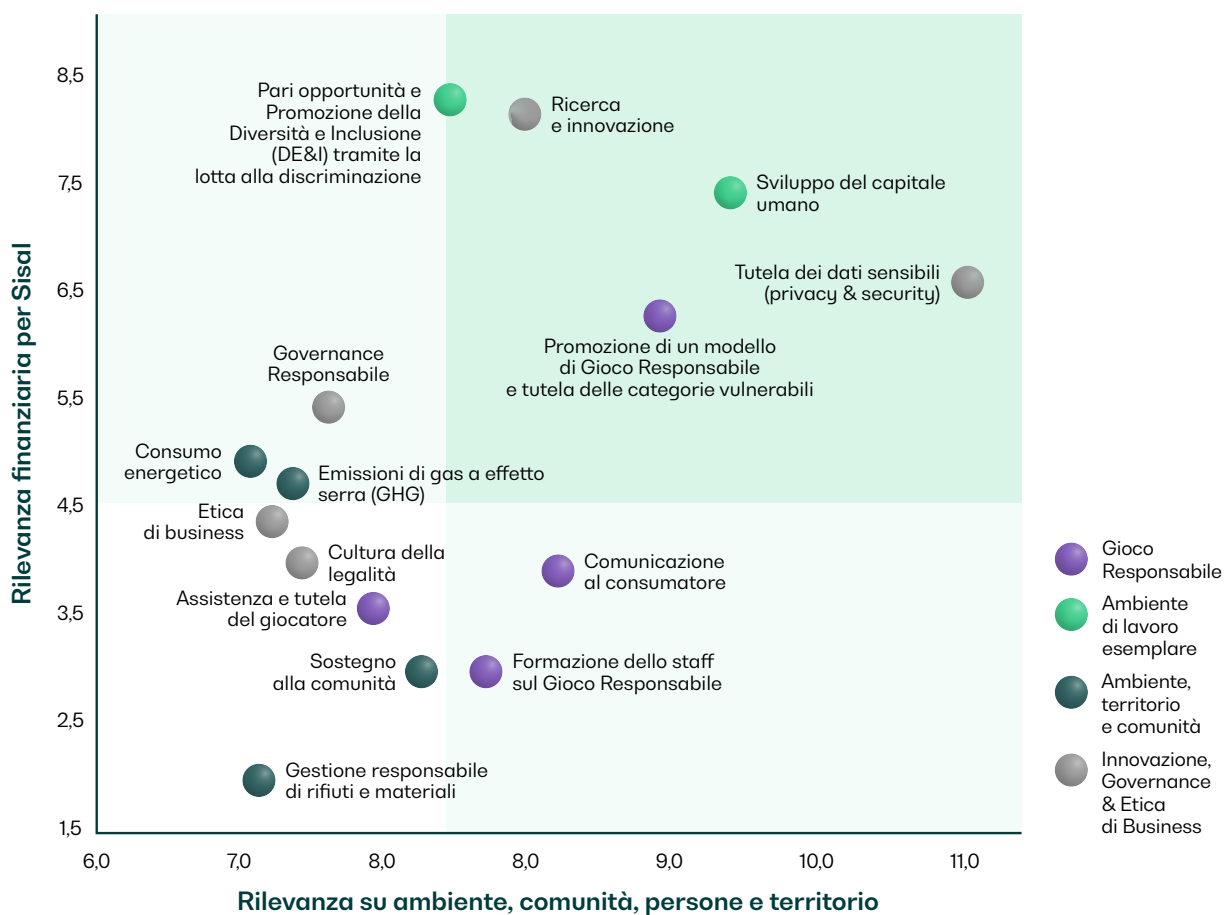 8,5
7,5
6,5
5,5
4,5
3,5
2,5
1,5
Rilevanza finanziaria per Sisal
Pari opportunità e
Promozione della
Diversità e Inclusione
(DE&I) tramite la
lotta alla discriminazione
Ricerca
e innovazione
Sviluppo del capitale
umano
Tutela dei dati sensibili
(privacy & security)
Promozione di un modello
di Gioco Responsabile
e tutela delle categorie vulnerabili
Governance
Responsabile
Consumo
energetico
Emissioni di gas a effetto
serra (GHG)
Etica
di business
Cultura della
legalità
Comunicazione
al consumatore
Assistenza e tutela
del giocatore
Sostegno
alla comunità
Formazione dello staff
sul Gioco Responsabile
Gestione responsabile
di rifiuti e materiali
6,0 7,0 8,0 8,0 9,0 10,0 11,0
Rilevanza su ambiente, comunità, persone e territorio
Gioco
Responsabile
Ambiente
di lavoro
esemplare
Ambiente,
territorio
e comunità
Innovazione,
Governance
& Etica
di Business